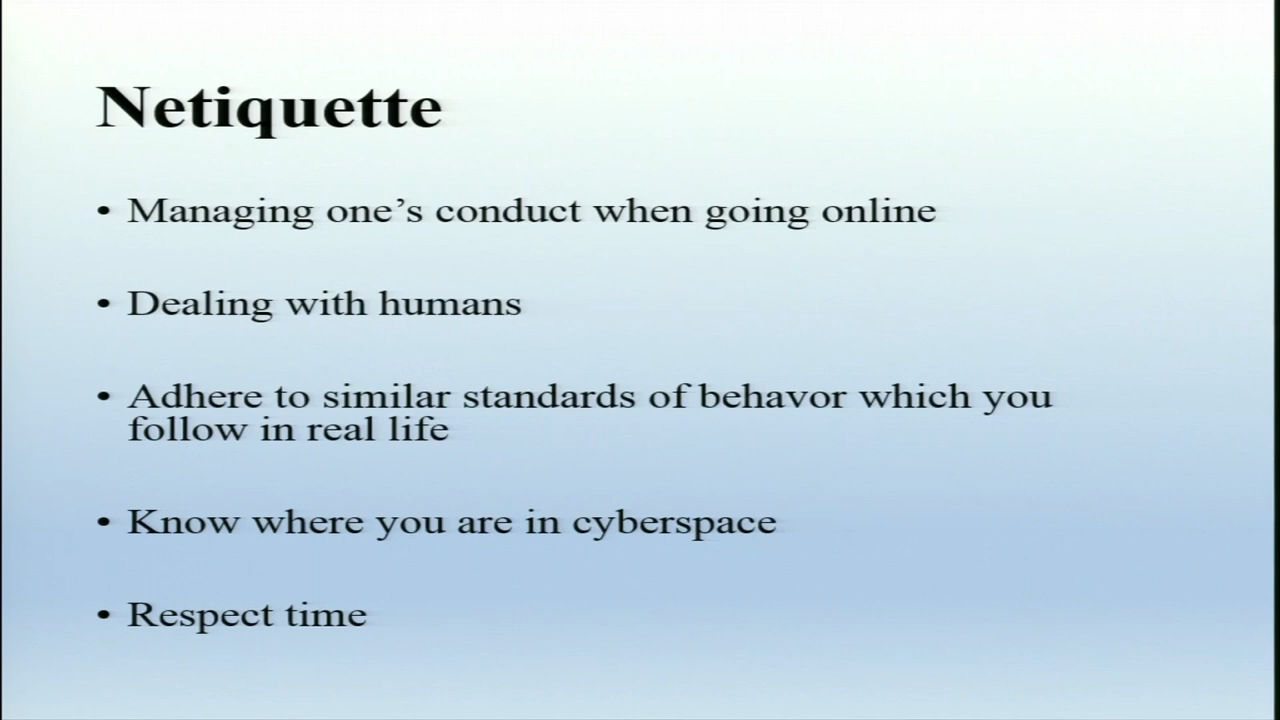 Netiquette
• Managing one’s conduct when going online
• Dealing with humans
• Adhere to similar standards of behavor which you
follow in real life
• Know where you are in cyberspace
• Respect time